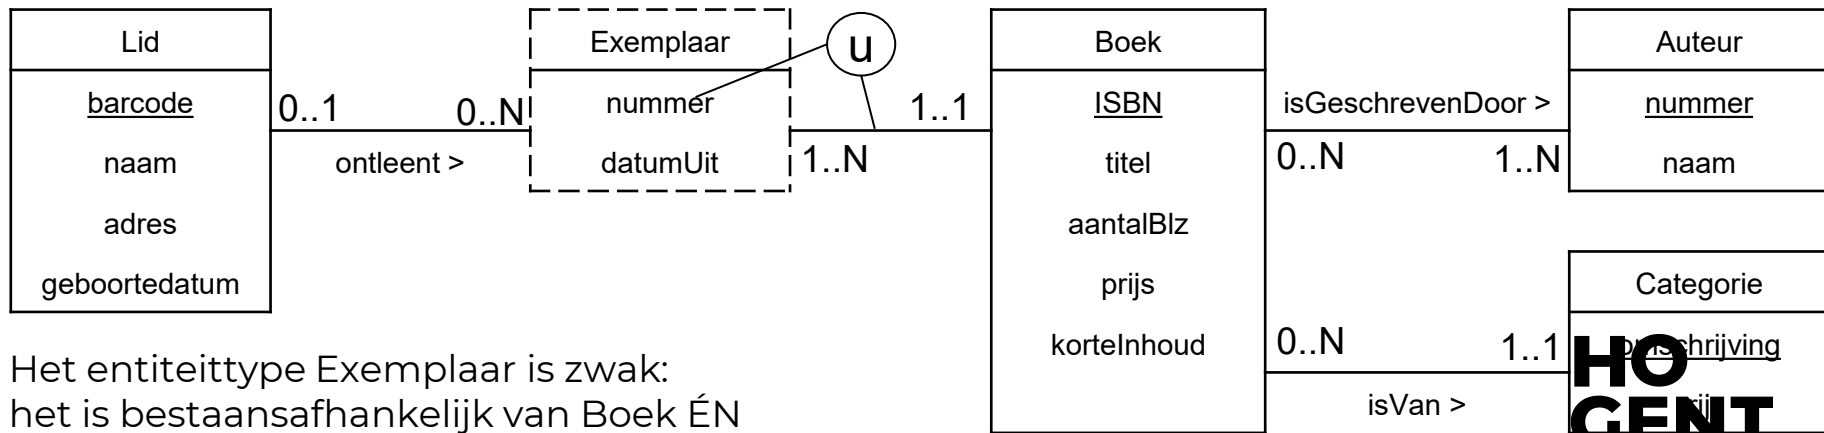 Lid
barcode
naam
adres
geboortedatum
0..1
0..N
ontleent >
Exemplaar
nummer
datumUit
u
1..N
1..1
Boek
ISBN
titel
aantalBlz
prijs
korteInhoud
isGeschrevenDoor >
0..N
1..N
Auteur
nummer
naam
0..N
1..1
isVan >
Categorie
omschrijving
HO
GENT
Het entiteittype Exemplaar is zwak:
het is bestaansafhankelijk van Boek ÉN